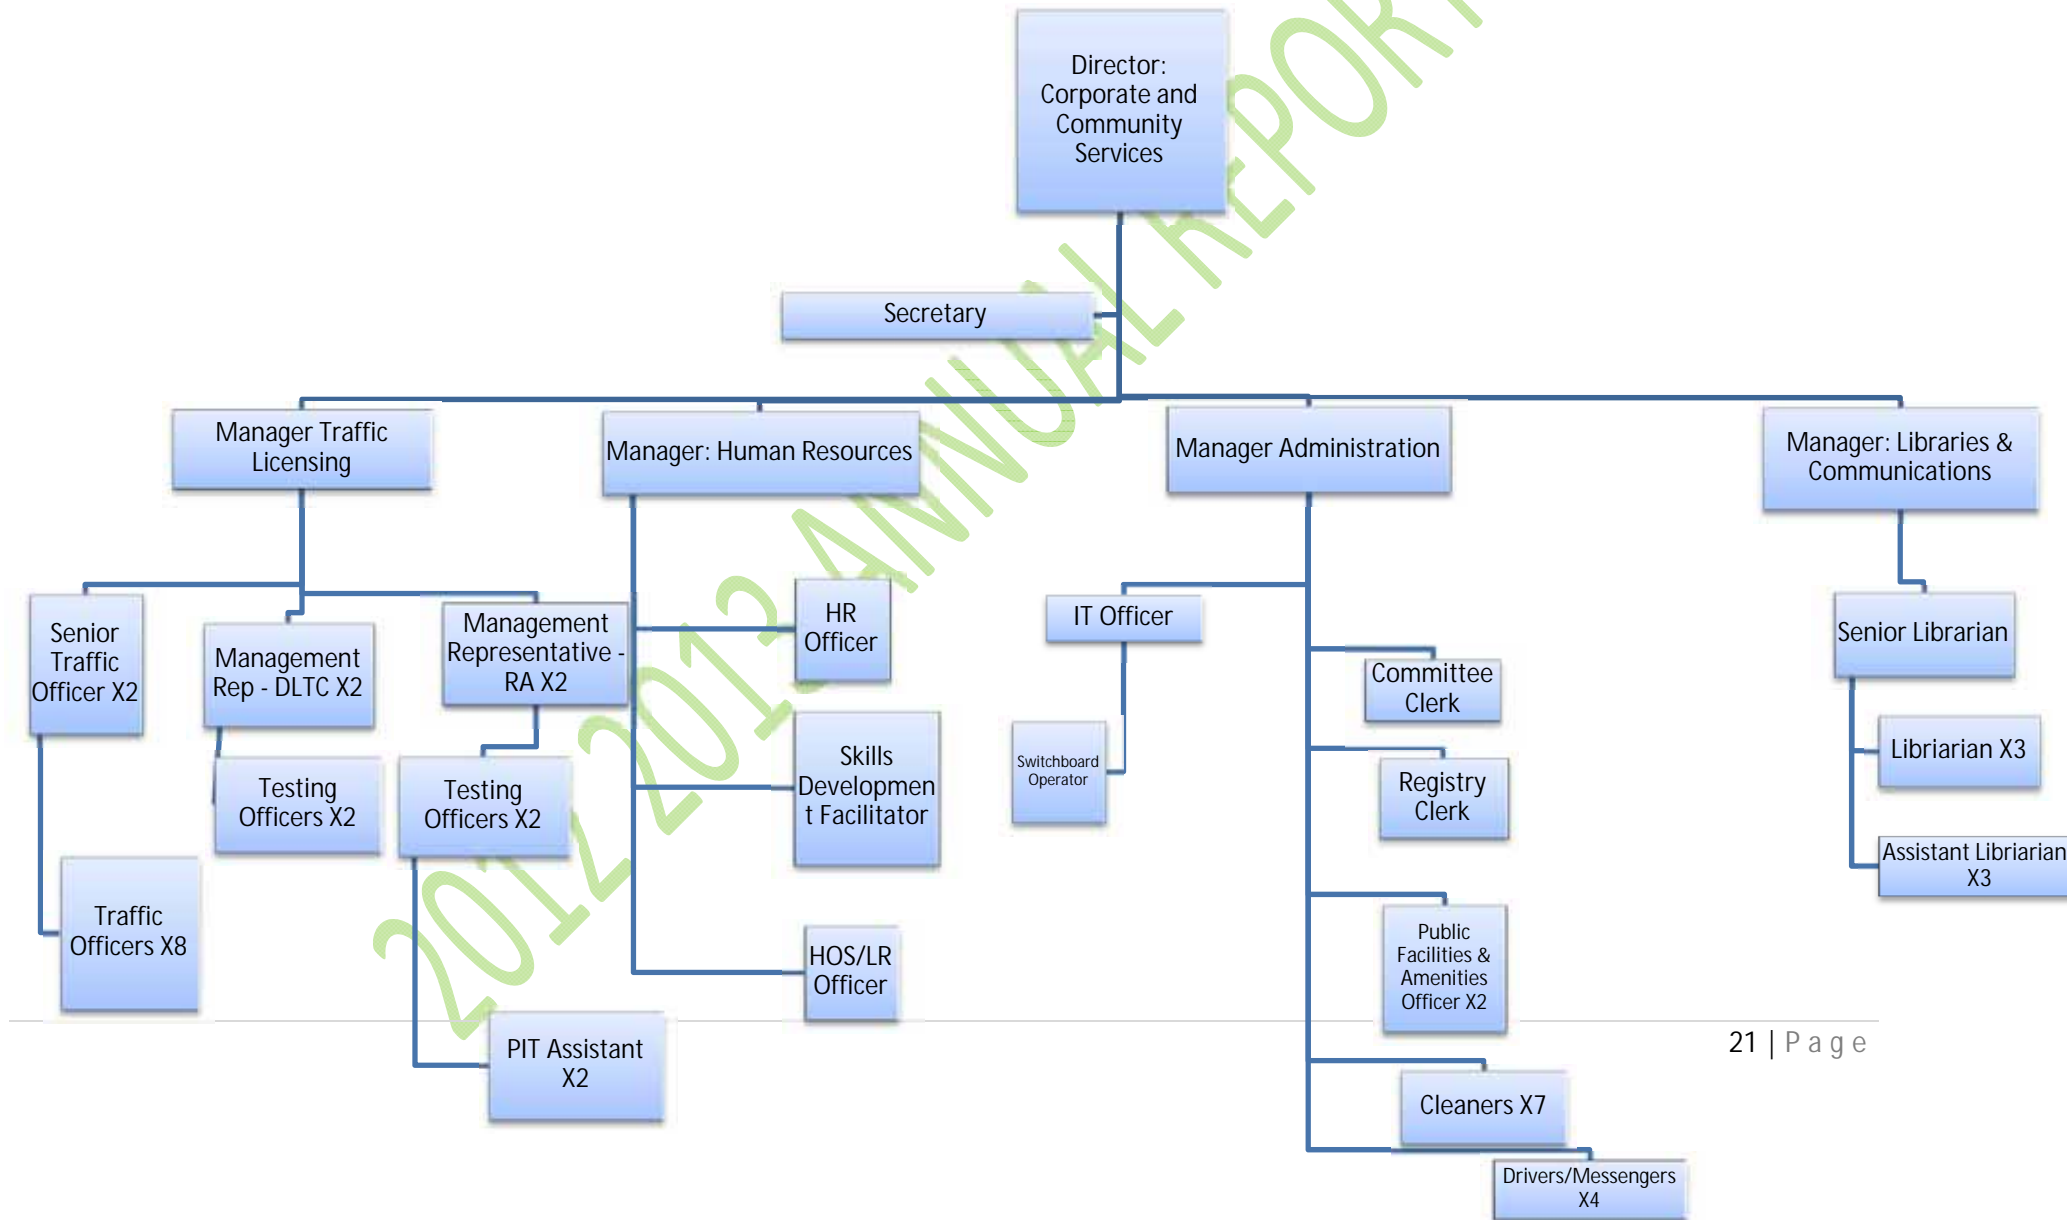 Director:
Corporate and
Community
Services
Secretary
Manager Traffic
Licensing
Manager: Human Resources
Manager Administration
Manager: Libraries &
Communications
Senior
Traffic
Officer X2
Management
Rep - DLTC X2
Management
Representative -
RA X2
HR
Officer
IT Officer
Committee
Clerk
Senior Librarian
Testing
Officers X2
Testing
Officers X2
Skills
Developmen
t Facilitator
Switchboard
Operator
Registry
Clerk
Libriarian X3
Assistant Libriarian
X3
Traffic
Officers X8
HOS/LR
Officer
Public
Facilities &
Amenities
Officer X2
PIT Assistant
X2
Cleaners X7
Drivers/Messengers
X4
2012 2013 ANNUAL REPORT
21 | Page